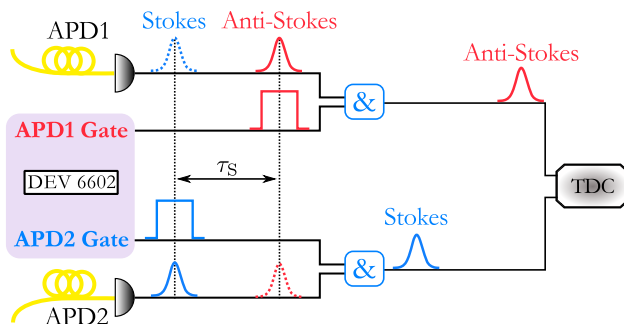 Stokes
Anti-Stokes
APD1
Anti-Stokes
&
APD1 Gate
τS
DEV 6602
TDC
APD2 Gate
Stokes
&
APD2